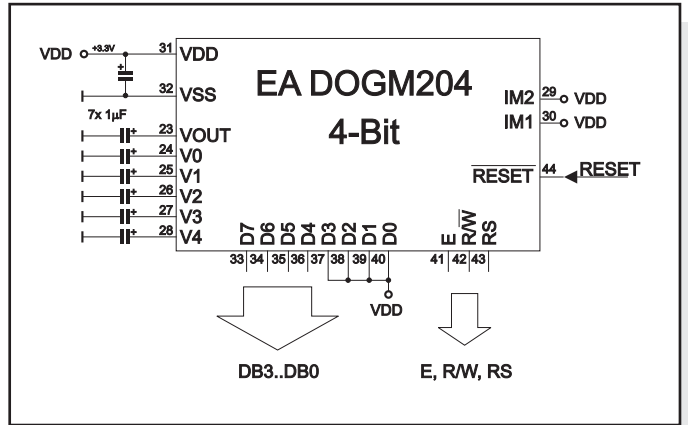 EA DOGM204
4-Bit
VDD +3.3V 31 VDD
32 VSS
7x 1µF
23 VOUT
24 V0
25 V1
26 V2
27 V3
28 V4
IM2 29 VDD
IM1 30 VDD
RESET 44 RESET
D7 D6 D5 D4 D3 D2 D1 D0
33 34 35 36 37 38 39 40
E R/W RS
41 42 43
VDD
DB3..DB0
E, R/W, RS